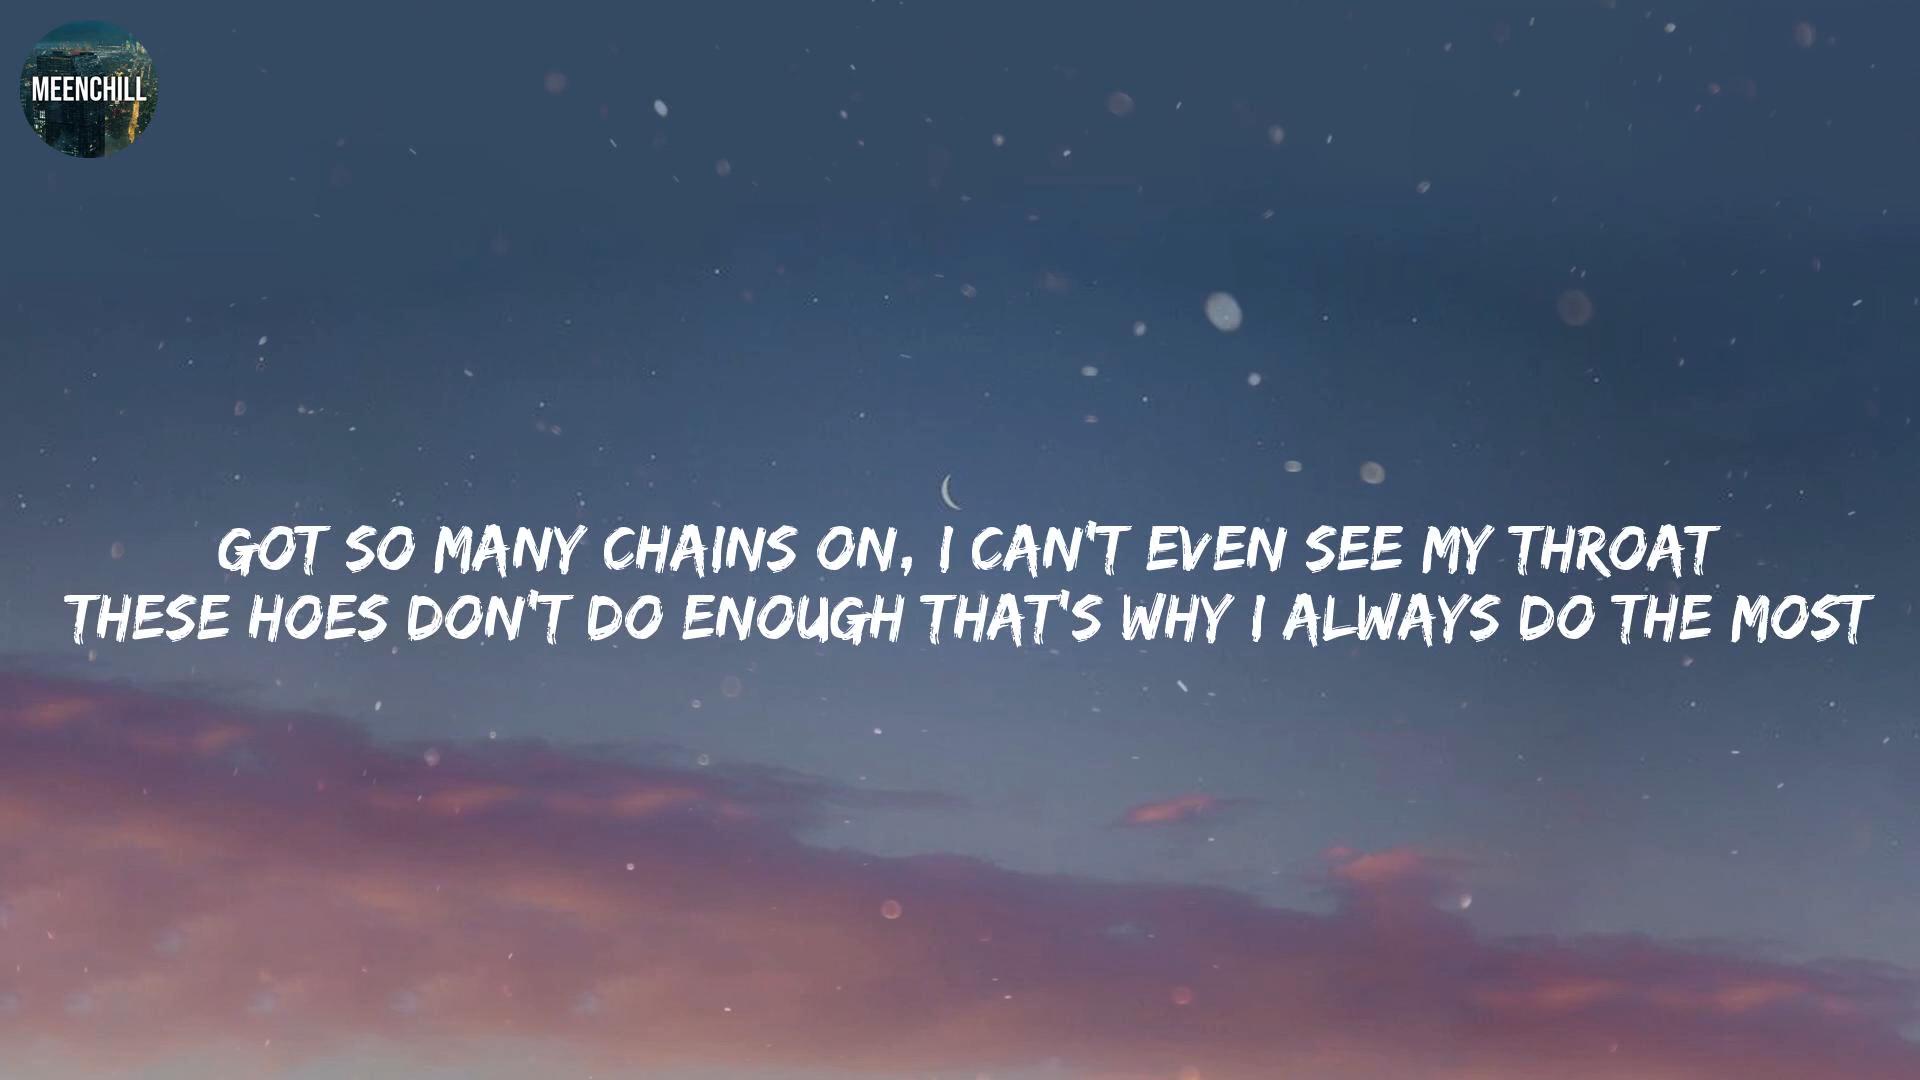 MEENCHILL
GOT SO MANY CHAINS ON, I CAN'T EVEN SEE MY THROAT
THESE HOES DON'T DO ENOUGH THAT'S WHY I ALWAYS DO THE MOST